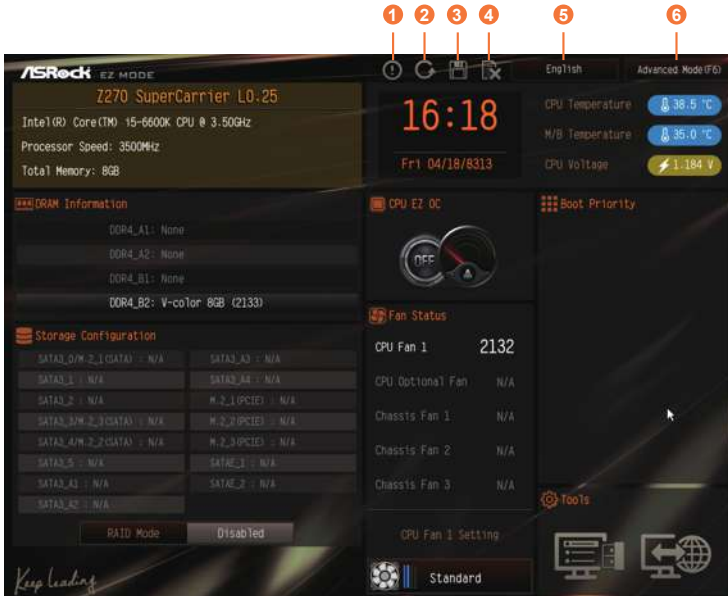 1 2 3 4 5 6
ASRock EZ MODE
English
Advanced Mode(F6)
Z270 SuperCarrier L0.25
Intel(R) Core(TM) i5-6600K CPU @ 3.50GHz
Processor Speed: 3500MHz
Total Memory: 8GB
16:18
Fri 04/18/8313
CPU Temperature 38.5 °C
M/B Temperature 35.0 °C
CPU Voltage 1.184 V
DRAM Information
DDR4_A1: None
DDR4_A2: None
DDR4_B1: None
DDR4_B2: V-color 8GB (2133)
Storage Configuration
SATA3_0/M.2_1(SATA) : N/A
SATA3_1 : N/A
SATA3_2 : N/A
SATA3_3/M.2_3(SATA) : N/A
SATA3_4/M.2_2(SATA) : N/A
SATA3_5 : N/A
SATA3_A1 : N/A
SATA3_A2 : N/A
SATA3_A3 : N/A
SATA3_A4 : N/A
M.2_1(PCIE) : N/A
M.2_2(PCIE) : N/A
M.2_3(PCIE) : N/A
SATAE_1 : N/A
SATAE_2 : N/A
RAID Mode
Disabled
Keep leading
CPU EZ OC
OFF
Fan Status
CPU Fan 1 2132
CPU Optional Fan N/A
Chassis Fan 1 N/A
Chassis Fan 2 N/A
Chassis Fan 3 N/A
CPU Fan 1 Setting
Standard
Boot Priority
Tools